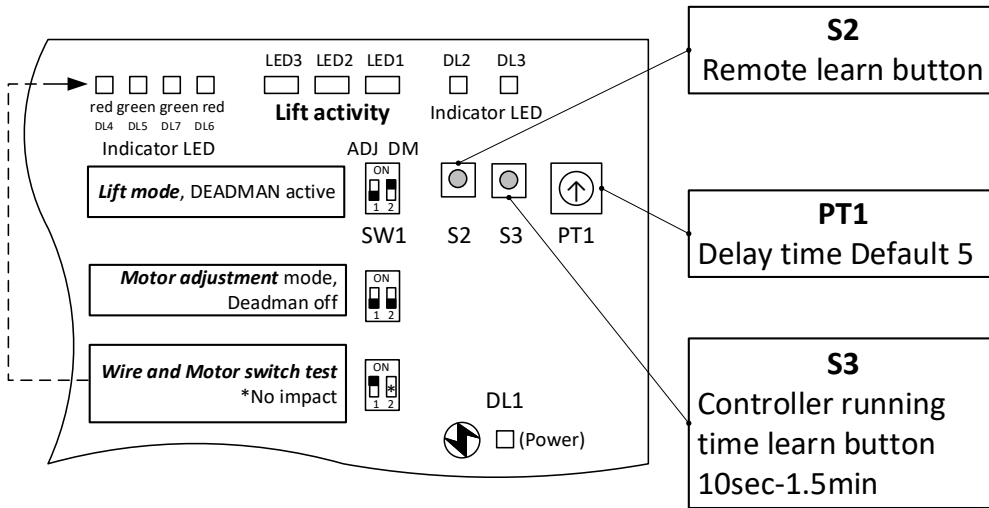 LED3 LED2 LED1 DL2 DL3
red green green red
DL4 DL5 DL7 DL6
Indicator LED
Lift activity
Indicator LED
ADJ DM
Lift mode, DEADMAN active
ON
1 2
SW1 S2 S3 PT1
Motor adjustment mode,
Deadman off
ON
1 2
Wire and Motor switch test
*No impact
ON
*
1 2
DL1
(Power)
S2
Remote learn button
PT1
Delay time Default 5
S3
Controller running
time learn button
10sec-1.5min